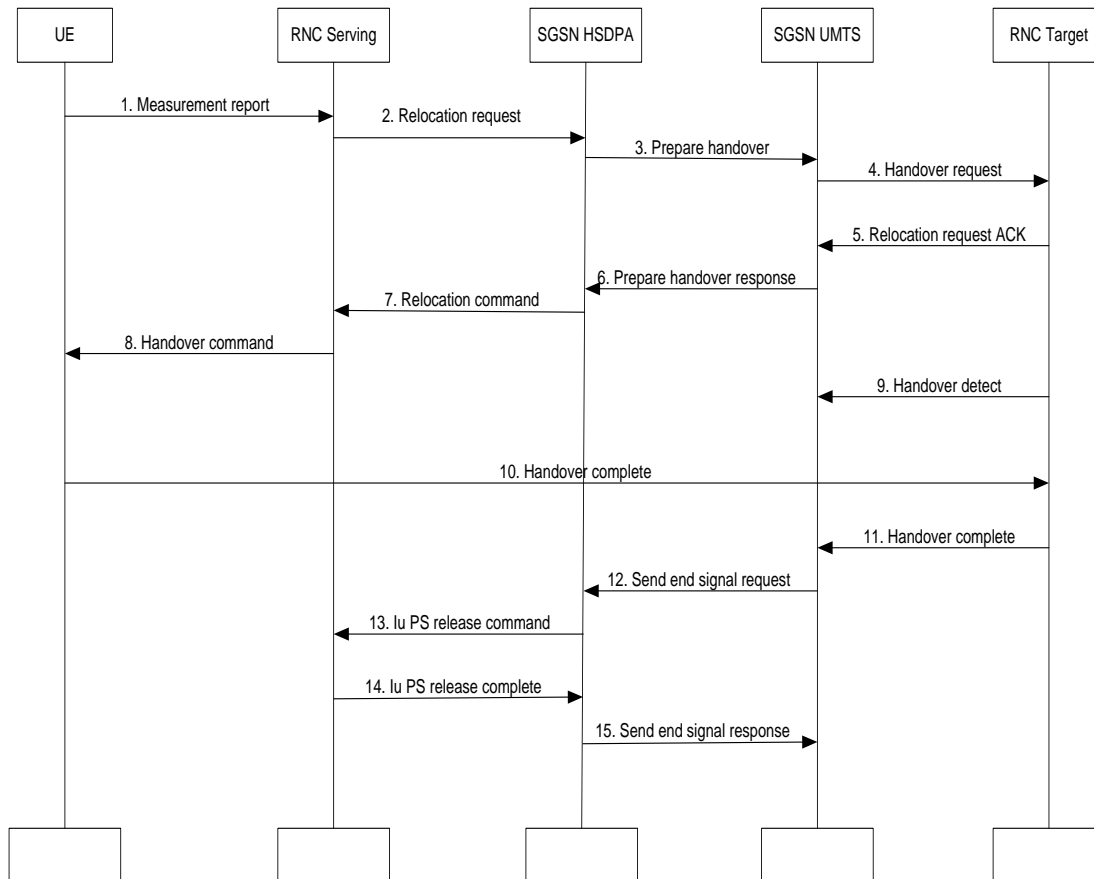 UE
RNC Serving
SGSN HSDPA
SGSN UMTS
RNC Target
1. Measurement report
2. Relocation request
3. Prepare handover
4. Handover request
5. Relocation request ACK
6. Prepare handover response
7. Relocation command
8. Handover command
9. Handover detect
10. Handover complete
11. Handover complete
12. Send end signal request
13. Iu PS release command
14. Iu PS release complete
15. Send end signal response